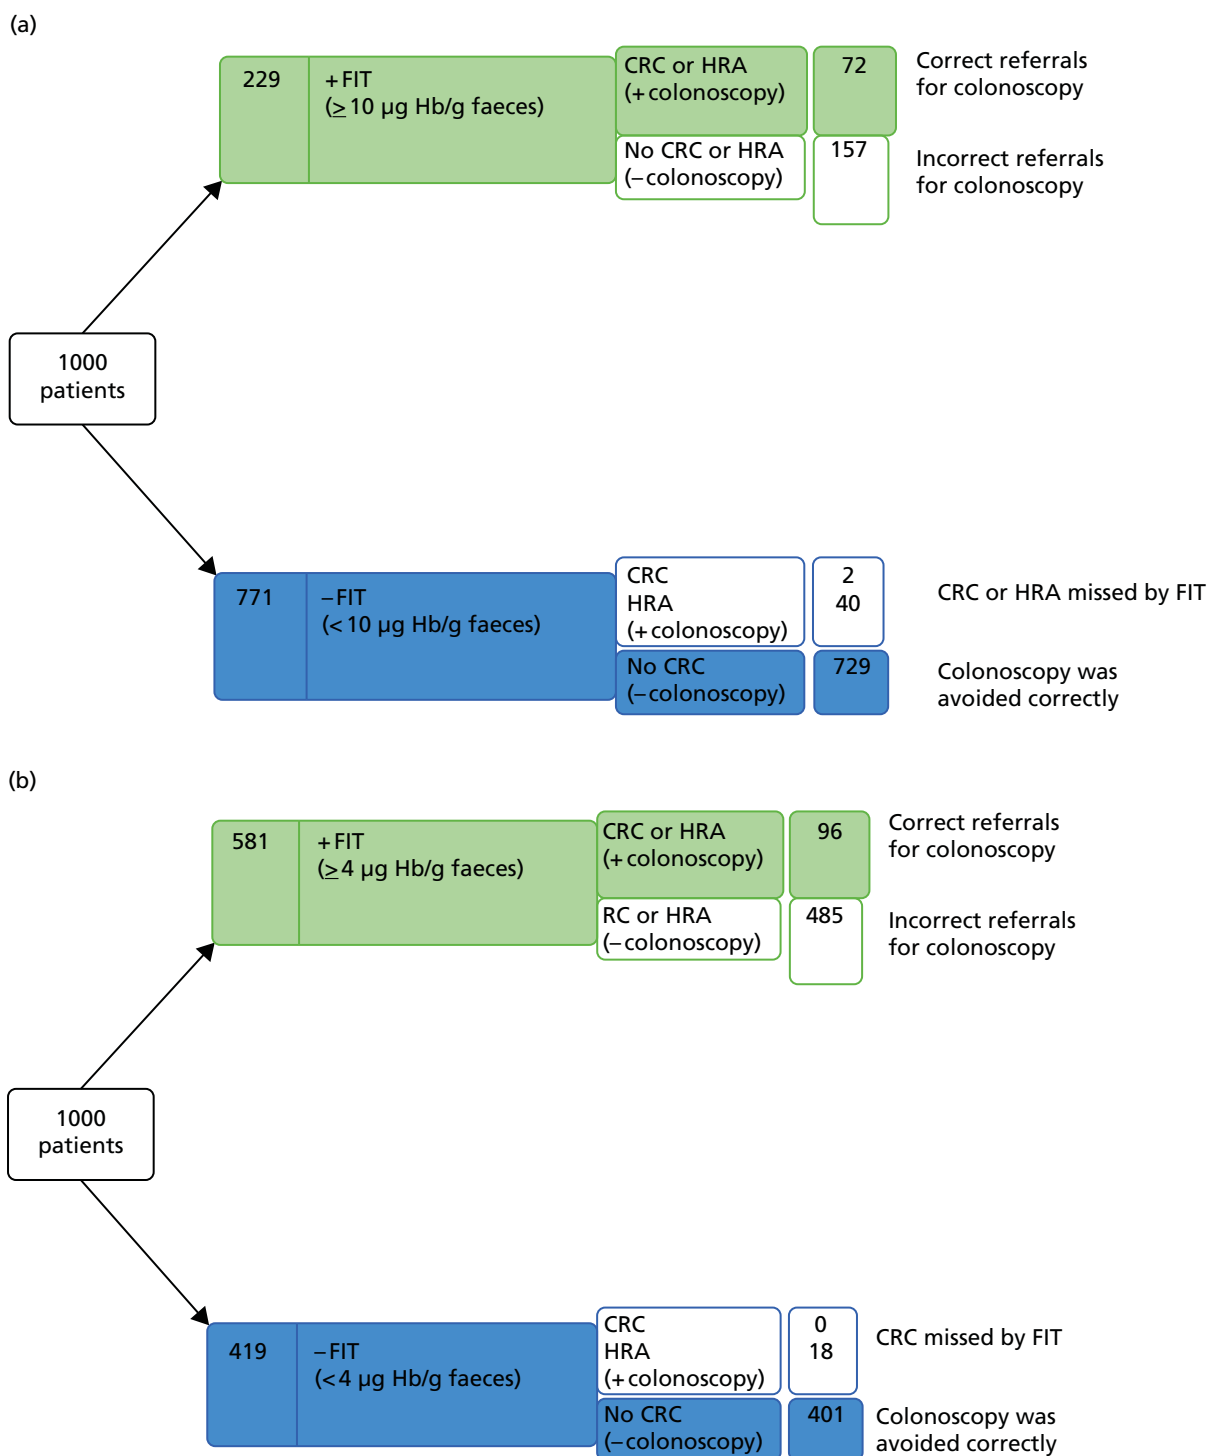 (a)
229
+FIT
(≥10 µg Hb/g faeces)
CRC or HRA
(+colonoscopy)
72
Correct referrals
for colonoscopy
No CRC or HRA
(−colonoscopy)
157
Incorrect referrals
for colonoscopy
1000
patients
771
−FIT
(<10 µg Hb/g faeces)
CRC
HRA
(+colonoscopy)
2
40
CRC or HRA missed by FIT
No CRC
(−colonoscopy)
729
Colonoscopy was
avoided correctly
(b)
581
+FIT
(≥4 µg Hb/g faeces)
CRC or HRA
(+colonoscopy)
96
Correct referrals
for colonoscopy
RC or HRA
(−colonoscopy)
485
Incorrect referrals
for colonoscopy
1000
patients
419
−FIT
(<4 µg Hb/g faeces)
CRC
HRA
(+colonoscopy)
0
18
CRC missed by FIT
No CRC
(−colonoscopy)
401
Colonoscopy was
avoided correctly